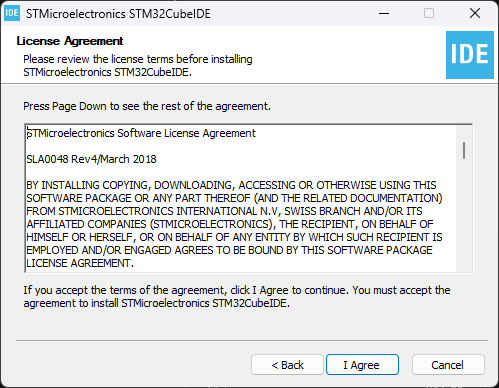 IDE STMicroelectronics STM32CubeIDE
License Agreement
Please review the license terms before installing
STMicroelectronics STM32CubeIDE.
IDE
Press Page Down to see the rest of the agreement.
STMicroelectronics Software License Agreement
SLA0048 Rev4/March 2018
BY INSTALLING COPYING, DOWNLOADING, ACCESSING OR OTHERWISE USING THIS
SOFTWARE PACKAGE OR ANY PART THEREOF (AND THE RELATED DOCUMENTATION)
FROM STMICROELECTRONICS INTERNATIONAL N.V, SWISS BRANCH AND/OR ITS
AFFILIATED COMPANIES (STMICROELECTRONICS), THE RECIPIENT, ON BEHALF OF
HIMSELF OR HERSELF, OR ON BEHALF OF ANY ENTITY BY WHICH SUCH RECIPIENT IS
EMPLOYED AND/OR ENGAGED AGREES TO BE BOUND BY THIS SOFTWARE PACKAGE
LICENSE AGREEMENT.
If you accept the terms of the agreement, click I Agree to continue. You must accept the
agreement to install STMicroelectronics STM32CubeIDE.
< Back I Agree Cancel